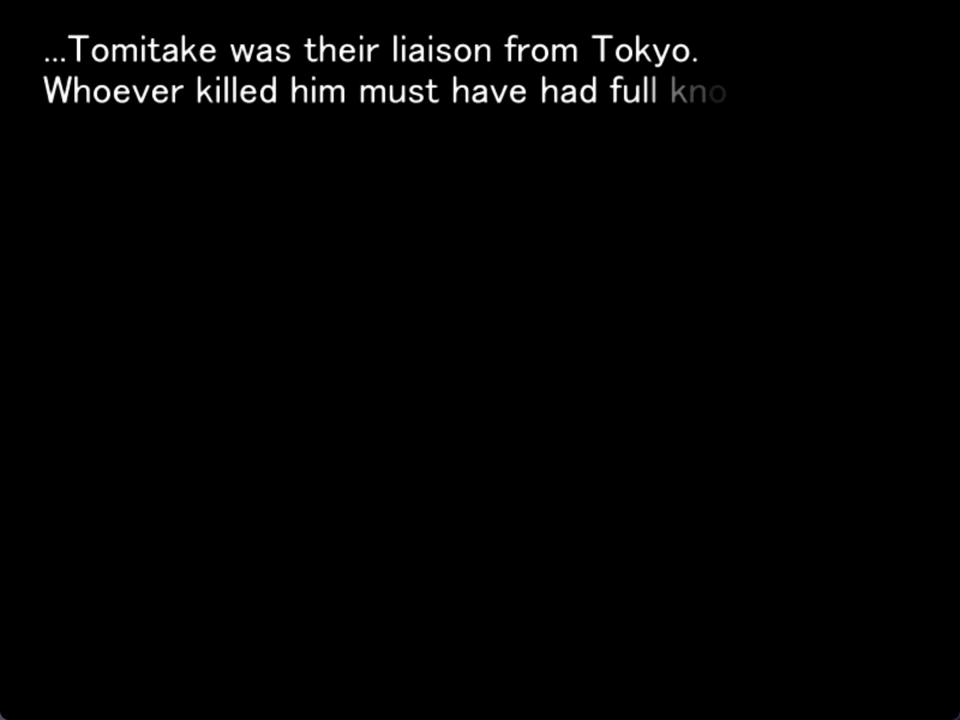 ...Tomitake was their liaison from Tokyo.
Whoever killed him must have had full kno